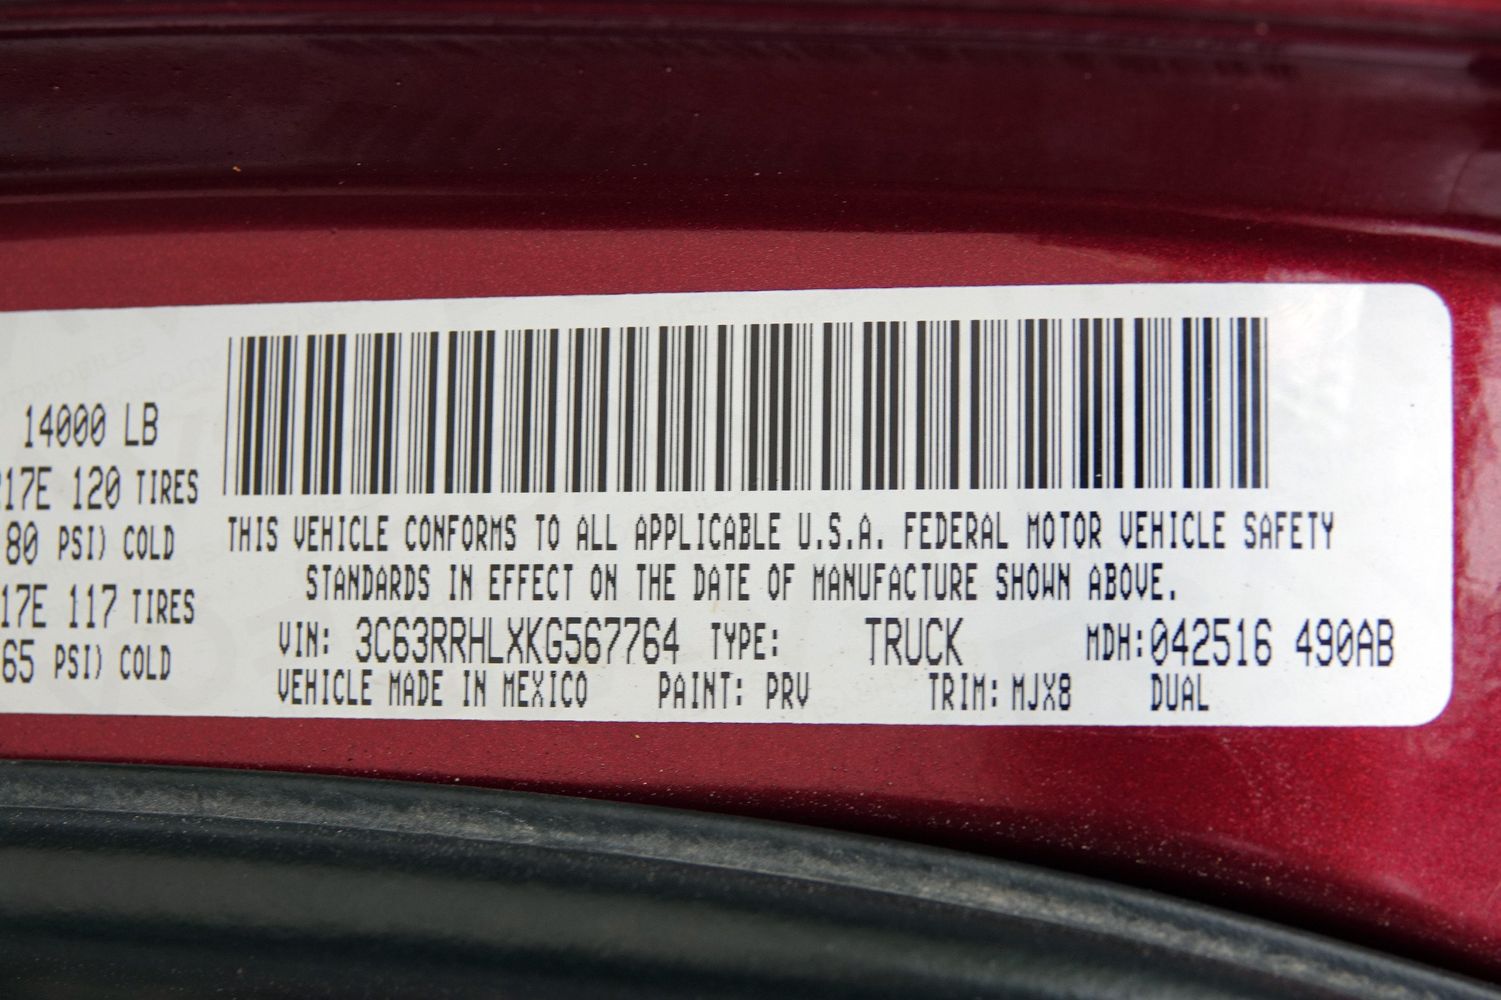 14000 LB
17E 120 TIRES
80 PSI) COLD
17E 117 TIRES
65 PSI) COLD
THIS VEHICLE CONFORMS TO ALL APPLICABLE U.S.A. FEDERAL MOTOR VEHICLE SAFETY
STANDARDS IN EFFECT ON THE DATE OF MANUFACTURE SHOWN ABOVE.
VIN: 3C63RRHLXKG567764 TYPE: TRUCK MDH:042516 490AB
VEHICLE MADE IN MEXICO PAINT: PRV TRIM: MJX8 DUAL